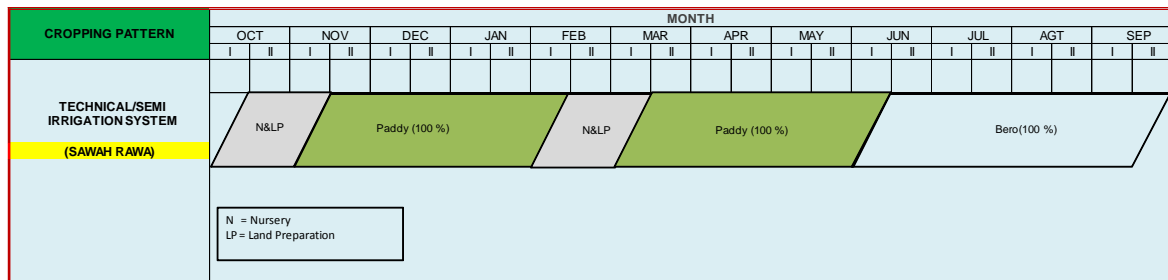 CROPPING PATTERN
MONTH
OCT NOV DEC JAN FEB MAR APR MAY JUN JUL AGT SEP
I II I II I II I II I II I II I II I II I II I II I II I II
TECHNICAL/SEMI
IRRIGATION SYSTEM
(SAWAH RAWA)
N&LP Paddy (100 %) N&LP Paddy (100 %) Bero(100 %)
N = Nursery
LP = Land Preparation